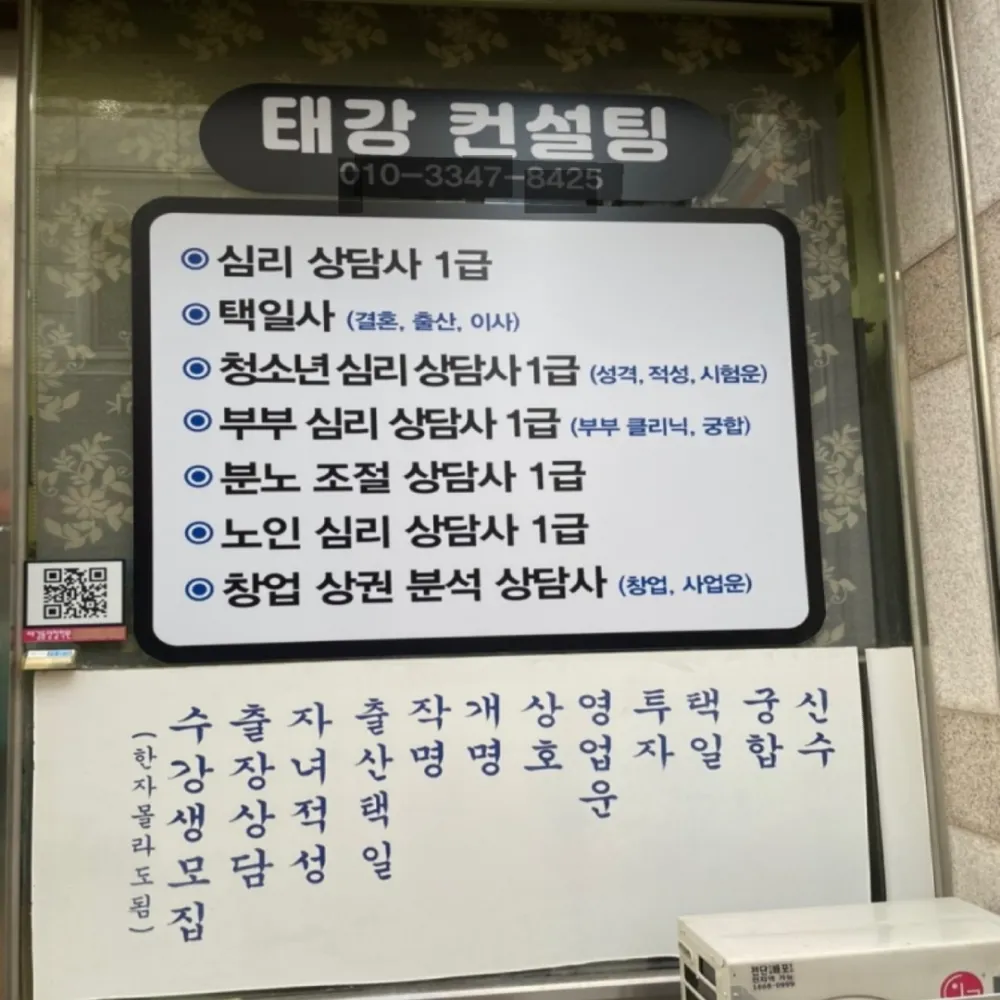 태강 컨설팅
010-3347-8425
심리 상담사 1급
택일사 (결혼, 출산, 이사)
청소년 심리 상담사 1급 (성격, 적성, 시험운)
부부 심리 상담사 1급 (부부 클리닉, 궁합)
분노 조절 상담사 1급
노인 심리 상담사 1급
창업 상권 분석 상담사 (창업, 사업운)
신수
궁합
택일
투자
영업운
상호
개명
작명
출산택일
자녀적성
출장상담
수강생모집
(한자몰라도됨)